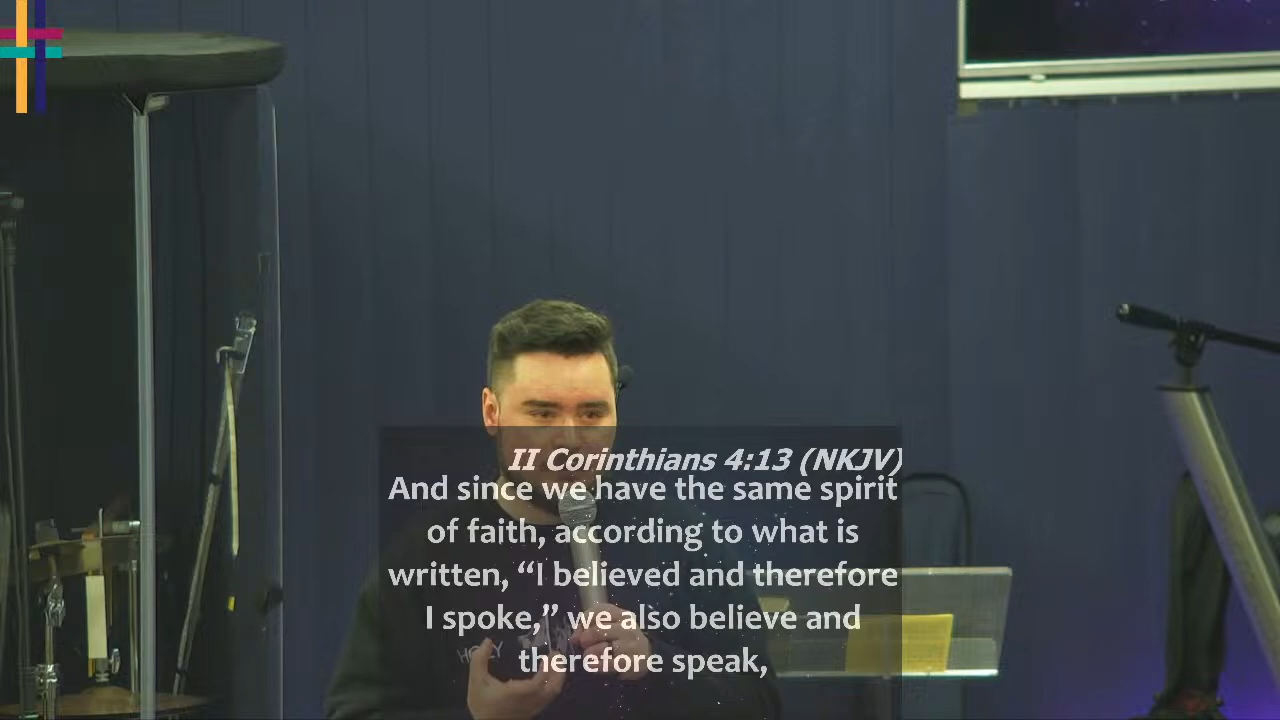 II Corinthians 4:13 (NKJV)
And since we have the same spirit
of faith, according to what is
written, “I believed and therefore
I spoke,” we also believe and
therefore speak,